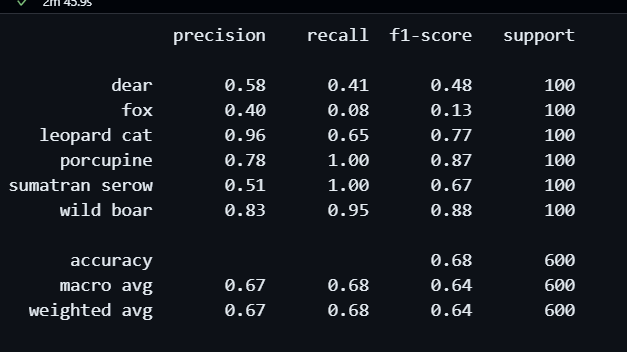 2m 45.9s
precision recall f1-score support
dear 0.58 0.41 0.48 100
fox 0.40 0.08 0.13 100
leopard cat 0.96 0.65 0.77 100
porcupine 0.78 1.00 0.87 100
sumatran serow 0.51 1.00 0.67 100
wild boar 0.83 0.95 0.88 100
accuracy 0.68 600
macro avg 0.67 0.68 0.64 600
weighted avg 0.67 0.68 0.64 600